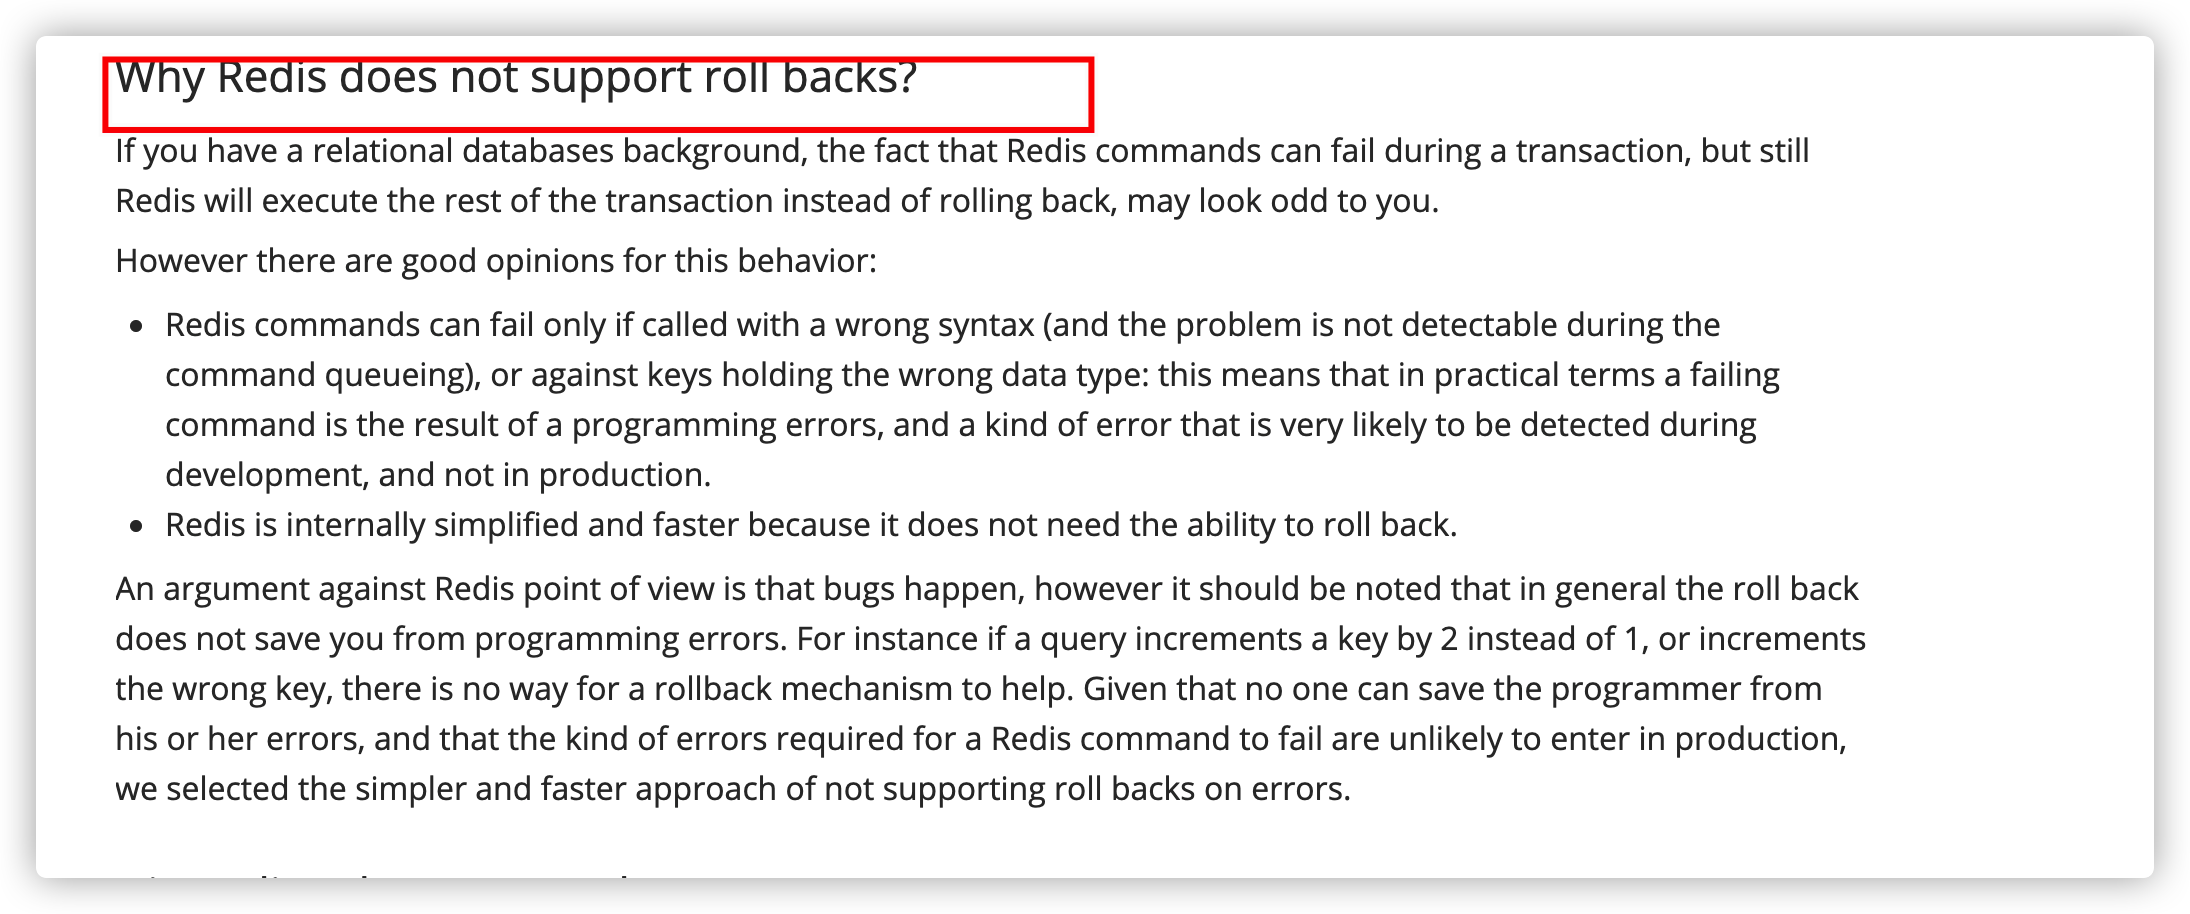 Why Redis does not support roll backs?
If you have a relational databases background, the fact that Redis commands can fail during a transaction, but still
Redis will execute the rest of the transaction instead of rolling back, may look odd to you.
However there are good opinions for this behavior:
• Redis commands can fail only if called with a wrong syntax (and the problem is not detectable during the
command queueing), or against keys holding the wrong data type: this means that in practical terms a failing
command is the result of a programming errors, and a kind of error that is very likely to be detected during
development, and not in production.
• Redis is internally simplified and faster because it does not need the ability to roll back.
An argument against Redis point of view is that bugs happen, however it should be noted that in general the roll back
does not save you from programming errors. For instance if a query increments a key by 2 instead of 1, or increments
the wrong key, there is no way for a rollback mechanism to help. Given that no one can save the programmer from
his or her errors, and that the kind of errors required for a Redis command to fail are unlikely to enter in production,
we selected the simpler and faster approach of not supporting roll backs on errors.